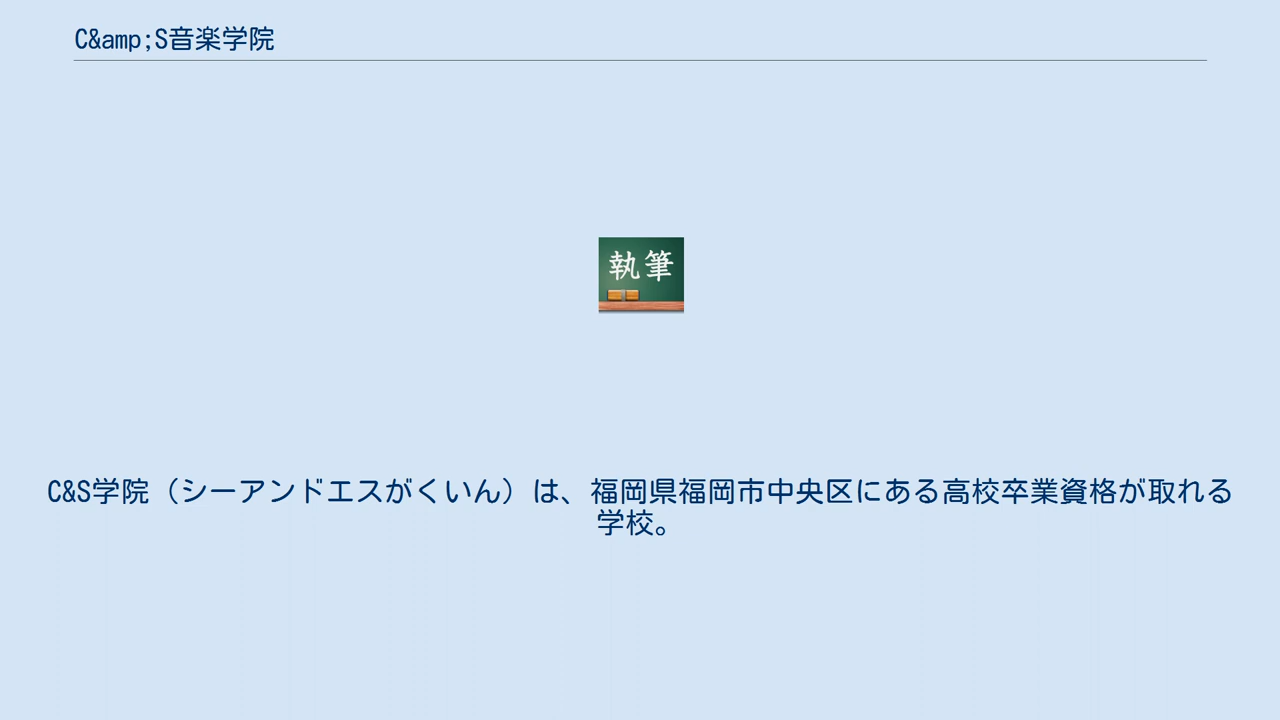 C&amp;S音楽学院
執筆
C&S学院（シーアンドエスがくいん）は、福岡県福岡市中央区にある高校卒業資格が取れる
学校。